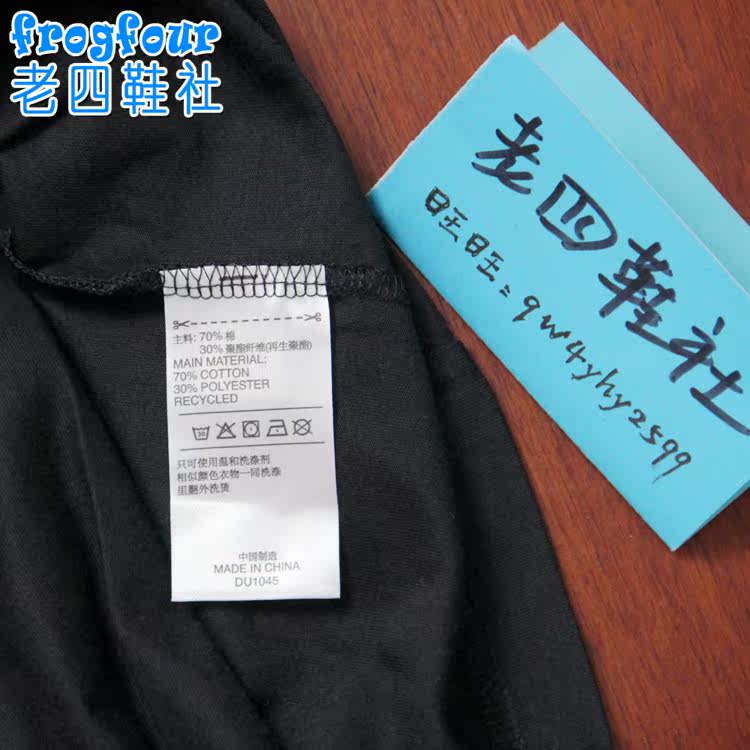 frogfour
老四鞋社
老四鞋社
旺旺:qw4yhy2599
主料: 70% 棉
30% 聚酯纤维(再生聚酯)
MAIN MATERIAL:
70% COTTON
30% POLYESTER
RECYCLED
30
只可使用温和洗涤剂
相似颜色衣物一同洗涤
里翻外洗烫
中国制造
MADE IN CHINA
DU1045